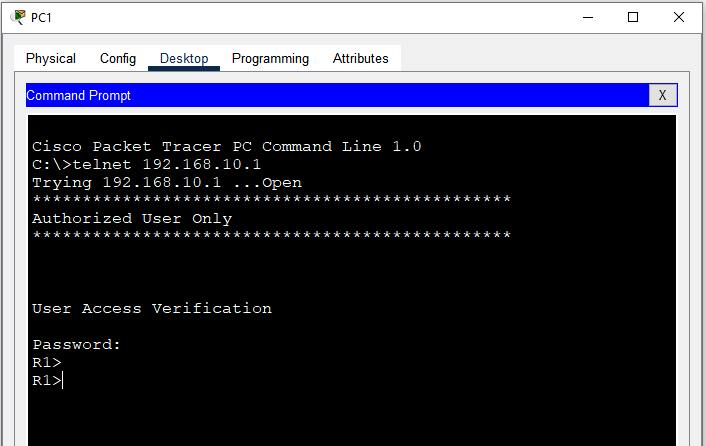 PC1
Physical Config Desktop Programming Attributes
Command Prompt X
Cisco Packet Tracer PC Command Line 1.0
C:\>telnet 192.168.10.1
Trying 192.168.10.1 ...Open
************************************************
Authorized User Only
************************************************
User Access Verification
Password:
R1>
R1>